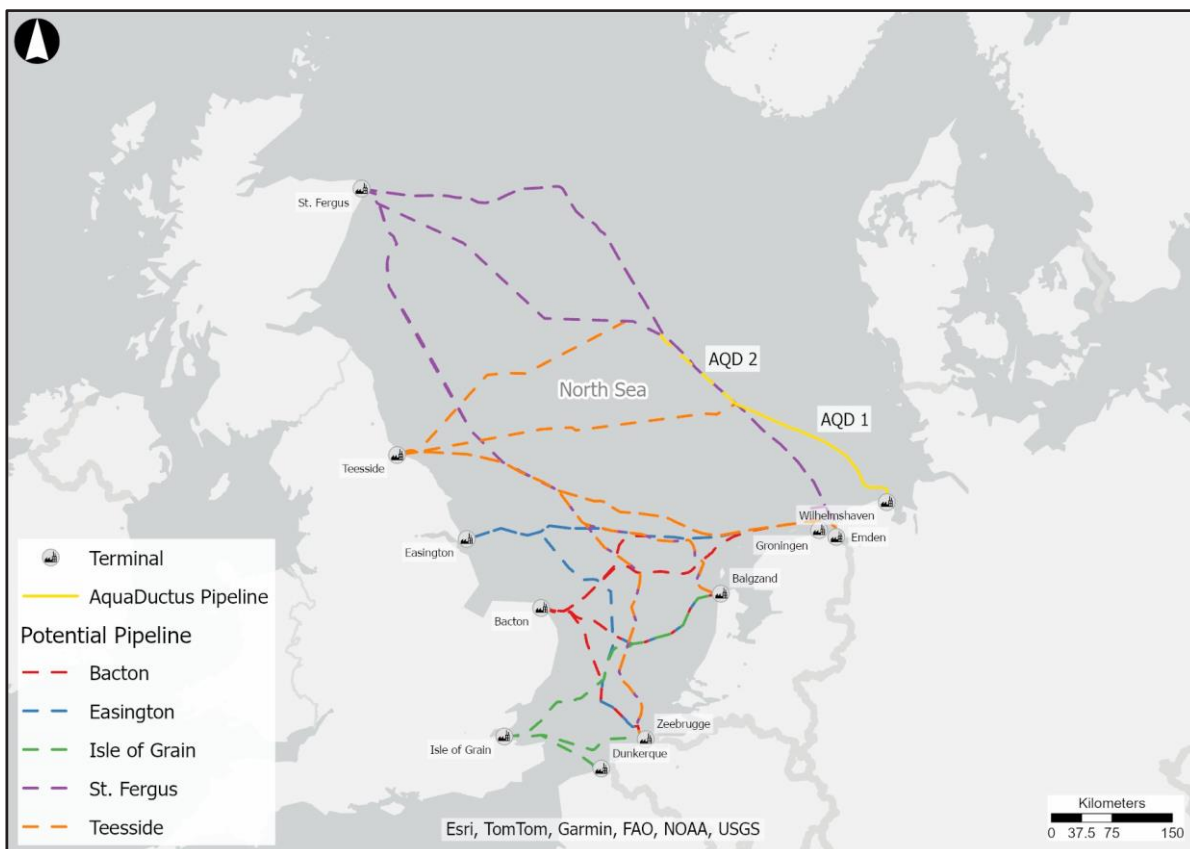 St. Fergus
AQD 2
North Sea
AQD 1
Teesside
Wilhelmshaven
Easington
Groningen
Emden
Balgzand
Bacton
Zeebrugge
Isle of Grain
Dunkerque
Terminal
AquaDuctus Pipeline
Potential Pipeline
Bacton
Easington
Isle of Grain
St. Fergus
Teesside
Esri, TomTom, Garmin, FAO, NOAA, USGS
Kilometers
0 37.5 75 150